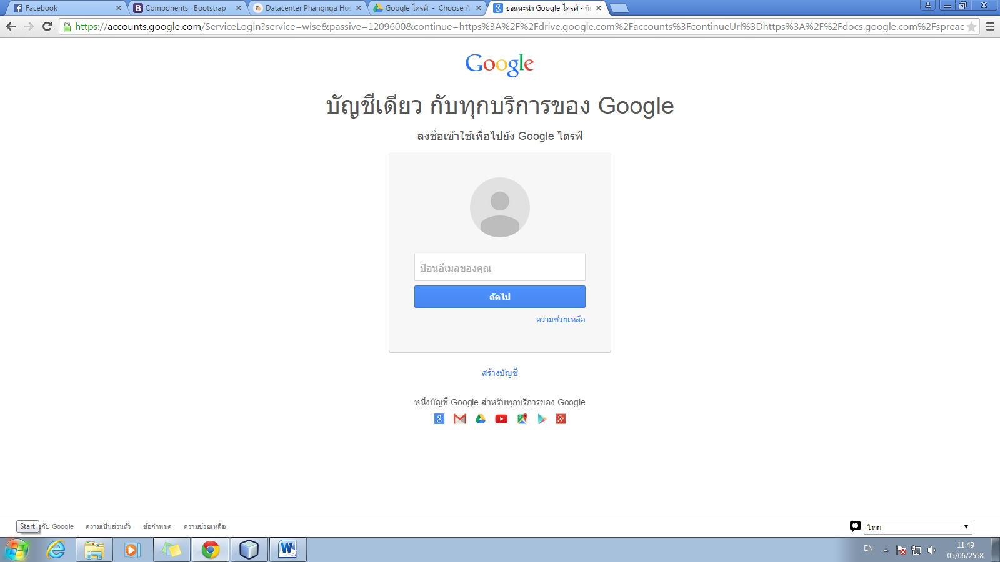 Facebook
Components · Bootstrap
Datacenter Phangnga Hos
Google ไดรฟ์ - Choose A
ขอแนะนำ Google ไดรฟ์ -
https://accounts.google.com/ServiceLogin?service=wise&passive=1209600&continue=https%3A%2F%2Fdrive.google.com%2Faccounts%3FcontinueUrl%3Dhttps%3A%2F%2Fdocs.google.com%2Fspreac
Google
บัญชีเดียว กับทุกบริการของ Google
ลงชื่อเข้าใช้เพื่อไปยัง Google ไดรฟ์
ป้อนอีเมลของคุณ
ถัดไป
ความช่วยเหลือ
สร้างบัญชี
หนึ่งบัญชี Google สำหรับทุกบริการของ Google
Start
กับ Google
ความเป็นส่วนตัว
ข้อกำหนด
ความช่วยเหลือ
ไทย
EN
11:49
05/06/2558